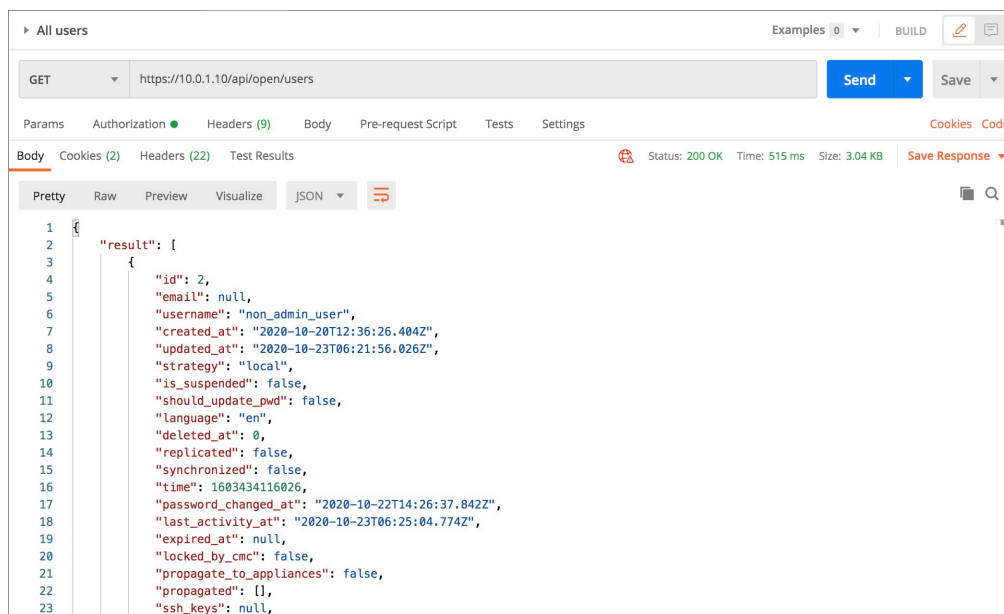 All users Examples 0 BUILD
GET https://10.0.1.10/api/open/users Send Save
Params Authorization Headers (9) Body Pre-request Script Tests Settings Cookies Code
Body Cookies (2) Headers (22) Test Results Status: 200 OK Time: 515 ms Size: 3.04 KB Save Response
Pretty Raw Preview Visualize JSON
1 {
2 "result": [
3 {
4 "id": 2,
5 "email": null,
6 "username": "non_admin_user",
7 "created_at": "2020-10-20T12:36:26.404Z",
8 "updated_at": "2020-10-23T06:21:56.026Z",
9 "strategy": "local",
10 "is_suspended": false,
11 "should_update_pwd": false,
12 "language": "en",
13 "deleted_at": 0,
14 "replicated": false,
15 "synchronized": false,
16 "time": 1603434116026,
17 "password_changed_at": "2020-10-22T14:26:37.842Z",
18 "last_activity_at": "2020-10-23T06:25:04.774Z",
19 "expired_at": null,
20 "locked_by_cmc": false,
21 "propagate_to_appliances": false,
22 "propagated": [],
23 "ssh_keys": null,